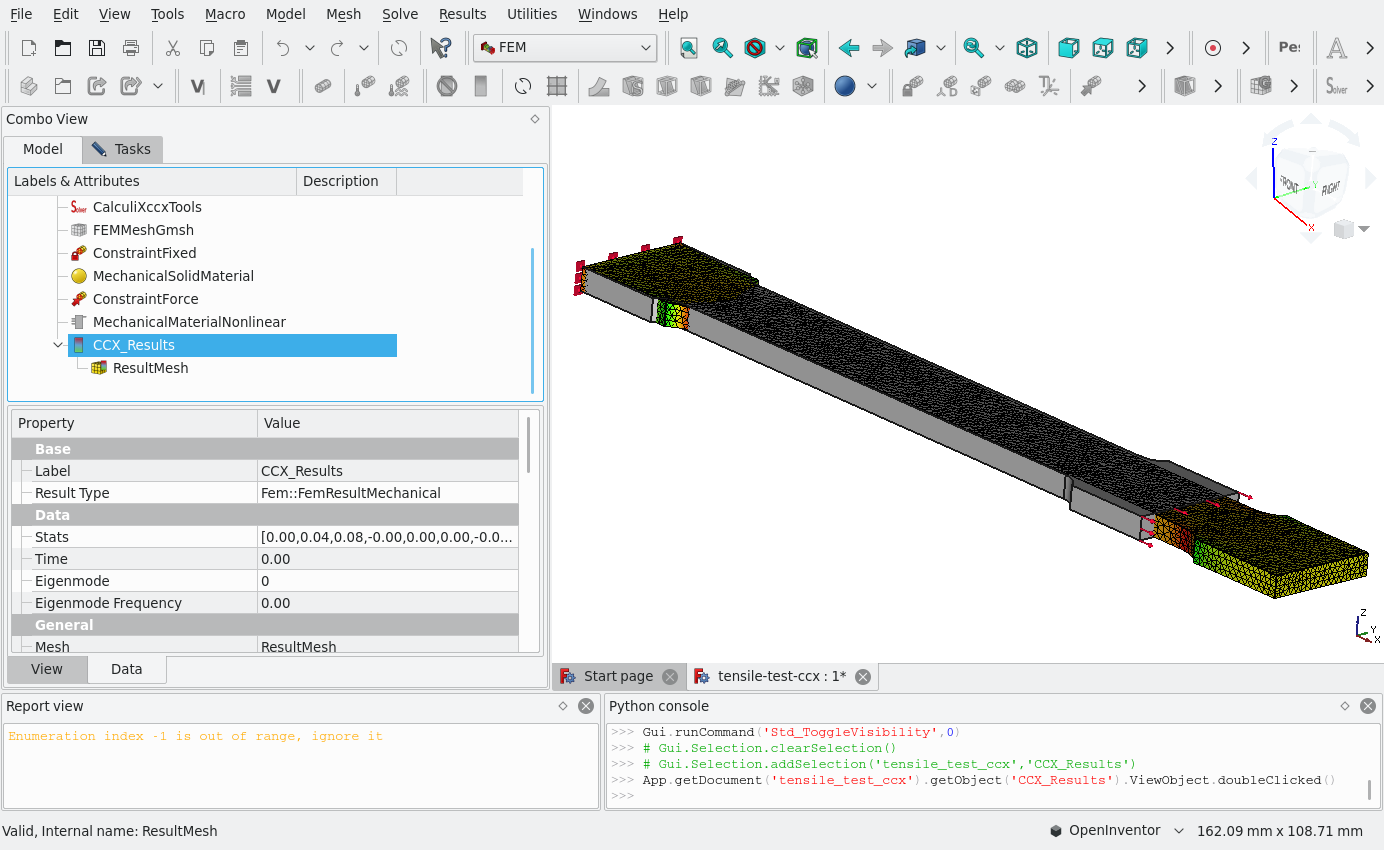 File Edit View Tools Macro Model Mesh Solve Results Utilities Windows Help
FEM
Solver
Combo View
Model Tasks
Labels & Attributes Description
CalculiXccxTools
FEMMeshGmsh
ConstraintFixed
MechanicalSolidMaterial
ConstraintForce
MechanicalMaterialNonlinear
CCX_Results
ResultMesh
Property Value
Base
Label CCX_Results
Result Type Fem::FemResultMechanical
Data
Stats [0.00,0.04,0.08,-0.00,0.00,0.00,-0.0...
Time 0.00
Eigenmode 0
Eigenmode Frequency 0.00
General
Mesh ResultMesh
View Data
Z
FRONT RIGHT
Y
X
Z
Y
X
Start page tensile-test-ccx : 1*
Report view
Enumeration index -1 is out of range, ignore it
Python console
>>> Gui.runCommand('Std_ToggleVisibility',0)
>>> # Gui.Selection.clearSelection()
>>> # Gui.Selection.addSelection('tensile_test_ccx','CCX_Results')
>>> App.getDocument('tensile_test_ccx').getObject('CCX_Results').ViewObject.doubleClicked()
>>>
Valid, Internal name: ResultMesh
OpenInventor 162.09 mm x 108.71 mm